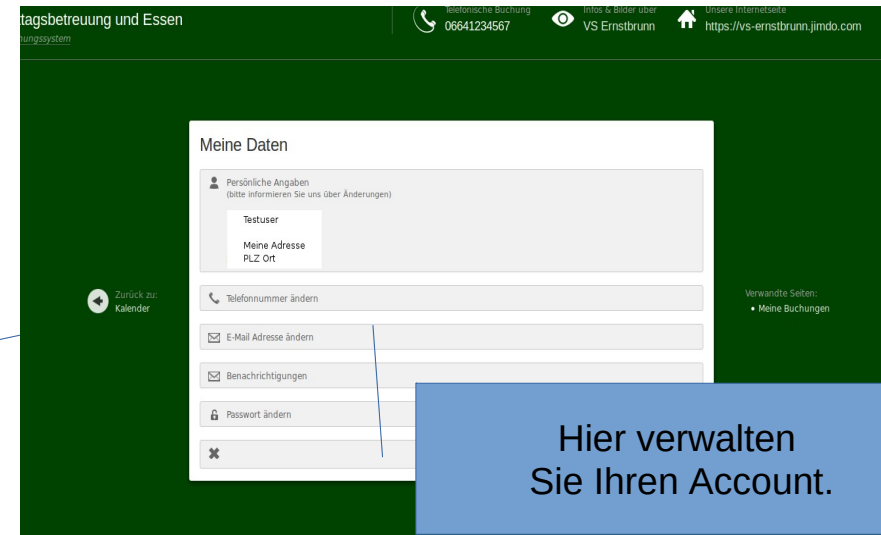 tagsbetreuung und Essen
nungssystem
Telefonische Buchung
06641234567
Infos & Bilder über
VS Ernstbrunn
Unsere Internetseite
https://vs-ernstbrunn.jimdo.com
Meine Daten
Persönliche Angaben
(bitte informieren Sie uns über Änderungen)
Testuser
Meine Adresse
PLZ Ort
Zurück zu:
Kalender
Telefonnummer ändern
E-Mail Adresse ändern
Benachrichtigungen
Passwort ändern
Verwandte Seiten:
• Meine Buchungen
Hier verwalten
Sie Ihren Account.